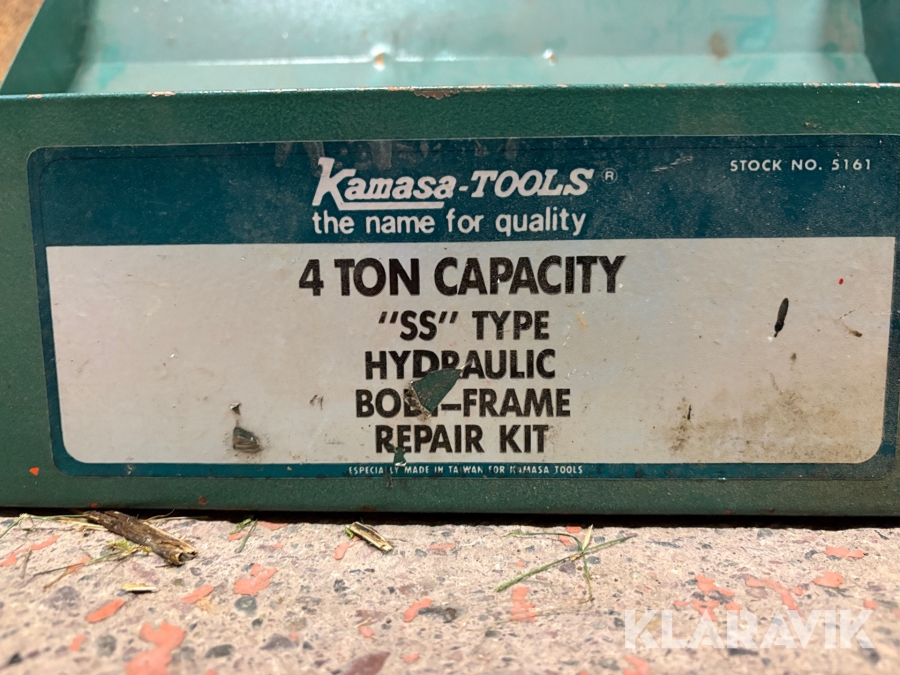 STOCK NO. 5161
Kamasa-TOOLS®
the name for quality
4 TON CAPACITY
"SS" TYPE
HYDRAULIC
BODY-FRAME
REPAIR KIT
ESPECIALLY MADE IN TAIWAN FOR KAMASA TOOLS
KLARAVIK